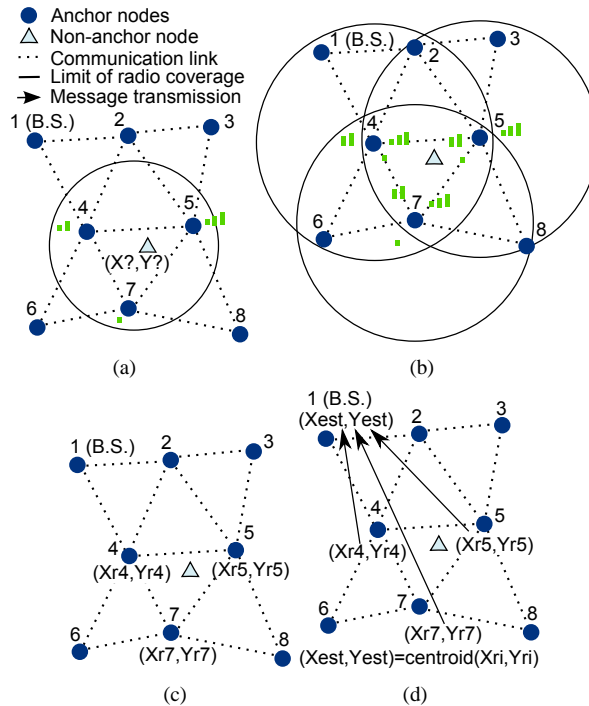 Anchor nodes
Non-anchor node
Communication link
Limit of radio coverage
Message transmission
1 (B.S.)
2
3
4
5
(X?,Y?)
6
7
8
(a)
1 (B.S.)
2
3
4
5
6
7
8
(b)
1 (B.S.)
2
3
4
5
(Xr4,Yr4)
(Xr5,Yr5)
6
7
(Xr7,Yr7)
8
(c)
1 (B.S.)
(Xest,Yest)
2
3
4
5
(Xr4,Yr4)
(Xr5,Yr5)
6
7
8
(Xr7,Yr7)
(Xest,Yest)=centroid(Xri,Yri)
(d)